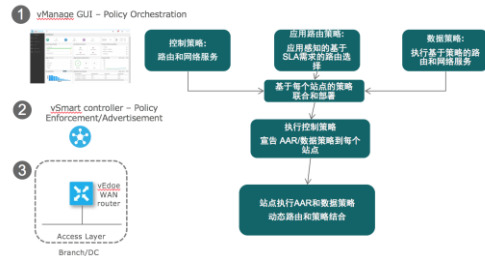 1 vManage GUI – Policy Orchestration
控制策略:
路由和网络服务
应用路由策略:
应用感知的基于
SLA需求的路由选
择
数据策略:
执行基于策略的路
由和网络服务
基于每个站点的策略
联合和部署
2
vSmart controller – Policy
Enforcement/Advertisement
执行控制策略
宣告 AAR/数据策略到每个
站点
3
vEdge
WAN
router
Access Layer
Branch/DC
站点执行AAR和数据策略
动态路由和策略结合